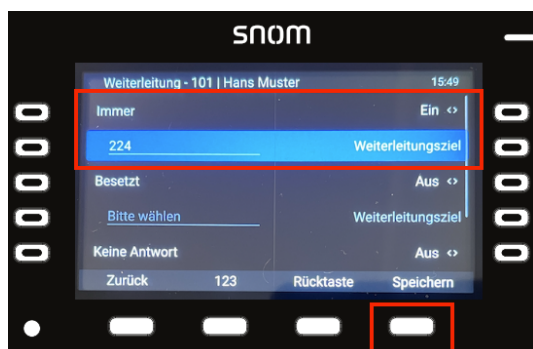 snom
Weiterleitung - 101 | Hans Muster 15:49
Immer Ein <>
224 Weiterleitungsziel
Besetzt Aus <>
Bitte wählen Weiterleitungsziel
Keine Antwort Aus <>
Zurück 123 Rücktaste Speichern